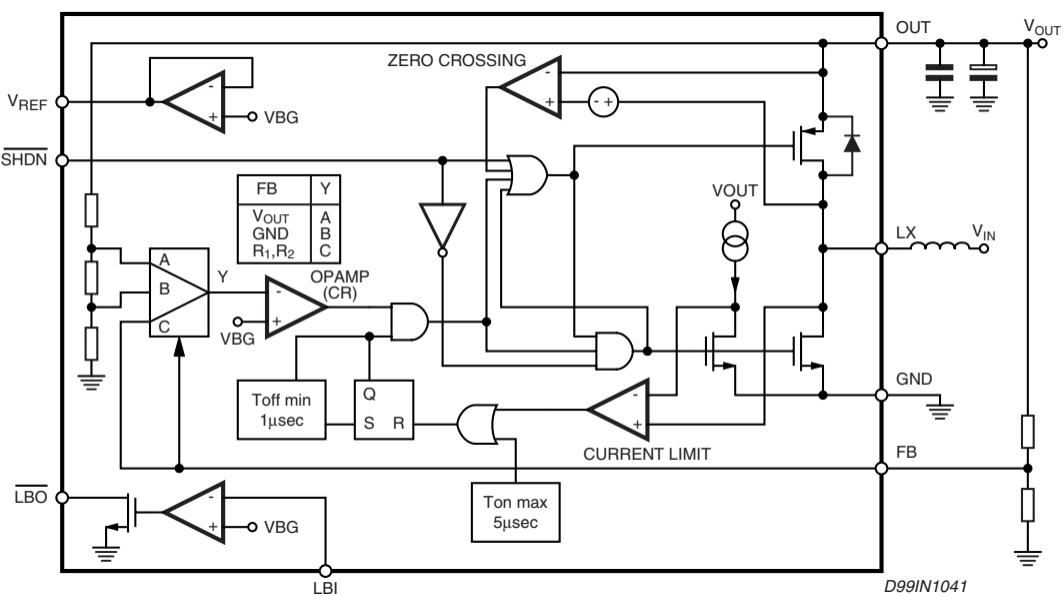 OUT
VOUT
ZERO CROSSING
-
+
- +
VREF
-
+
VBG
SHDN
FB Y
VOUT A
GND B
R1,R2 C
VOUT
LX
VIN
A
B
C
Y
OPAMP
(CR)
-
+
VBG
Toff min
1µsec
Q
S R
-
+
CURRENT LIMIT
GND
FB
Ton max
5µsec
LBO
-
+
VBG
LBI
D99IN1041